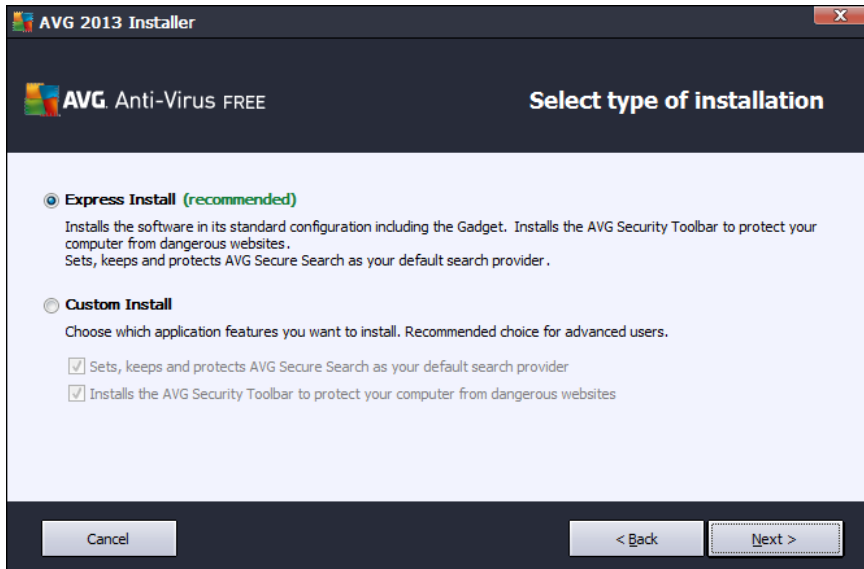 AVG 2013 Installer
AVG. Anti-Virus FREE
Select type of installation
Express Install (recommended)
Installs the software in its standard configuration including the Gadget. Installs the AVG Security Toolbar to protect your
computer from dangerous websites.
Sets, keeps and protects AVG Secure Search as your default search provider.
Custom Install
Choose which application features you want to install. Recommended choice for advanced users.
Sets, keeps and protects AVG Secure Search as your default search provider
Installs the AVG Security Toolbar to protect your computer from dangerous websites
Cancel
< Back
Next >